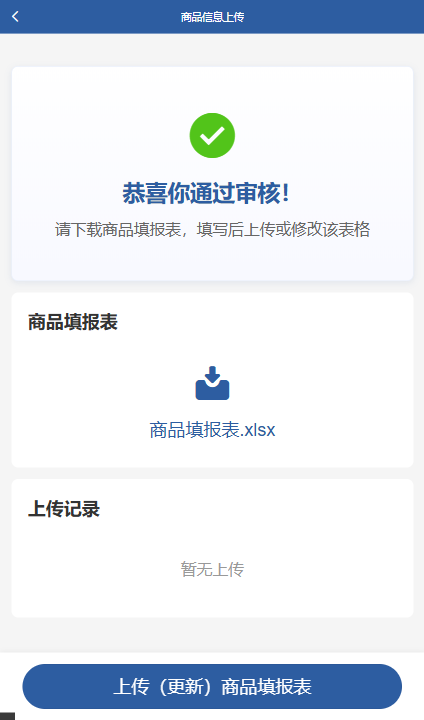 商品信息上传
恭喜你通过审核！
请下载商品填报表，填写后上传或修改该表格
商品填报表
商品填报表.xlsx
上传记录
暂无上传
上传（更新）商品填报表